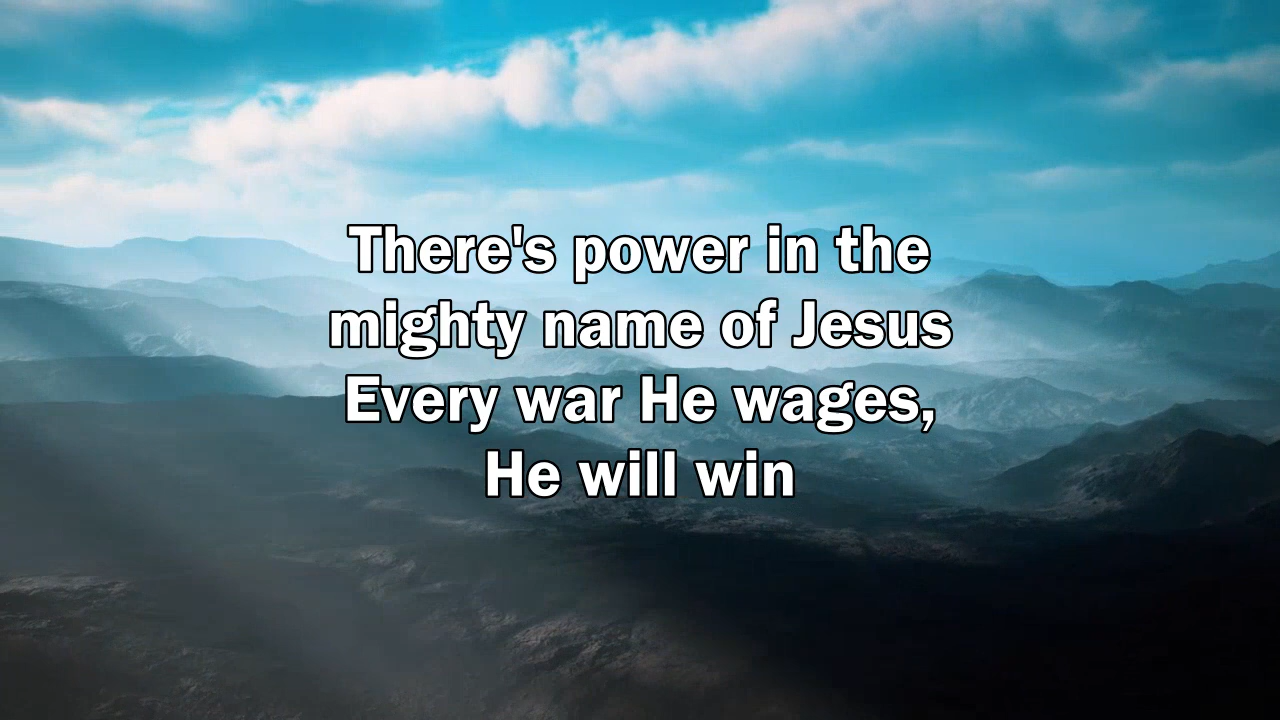 There's power in the
mighty name of Jesus
Every war He wages,
He will win